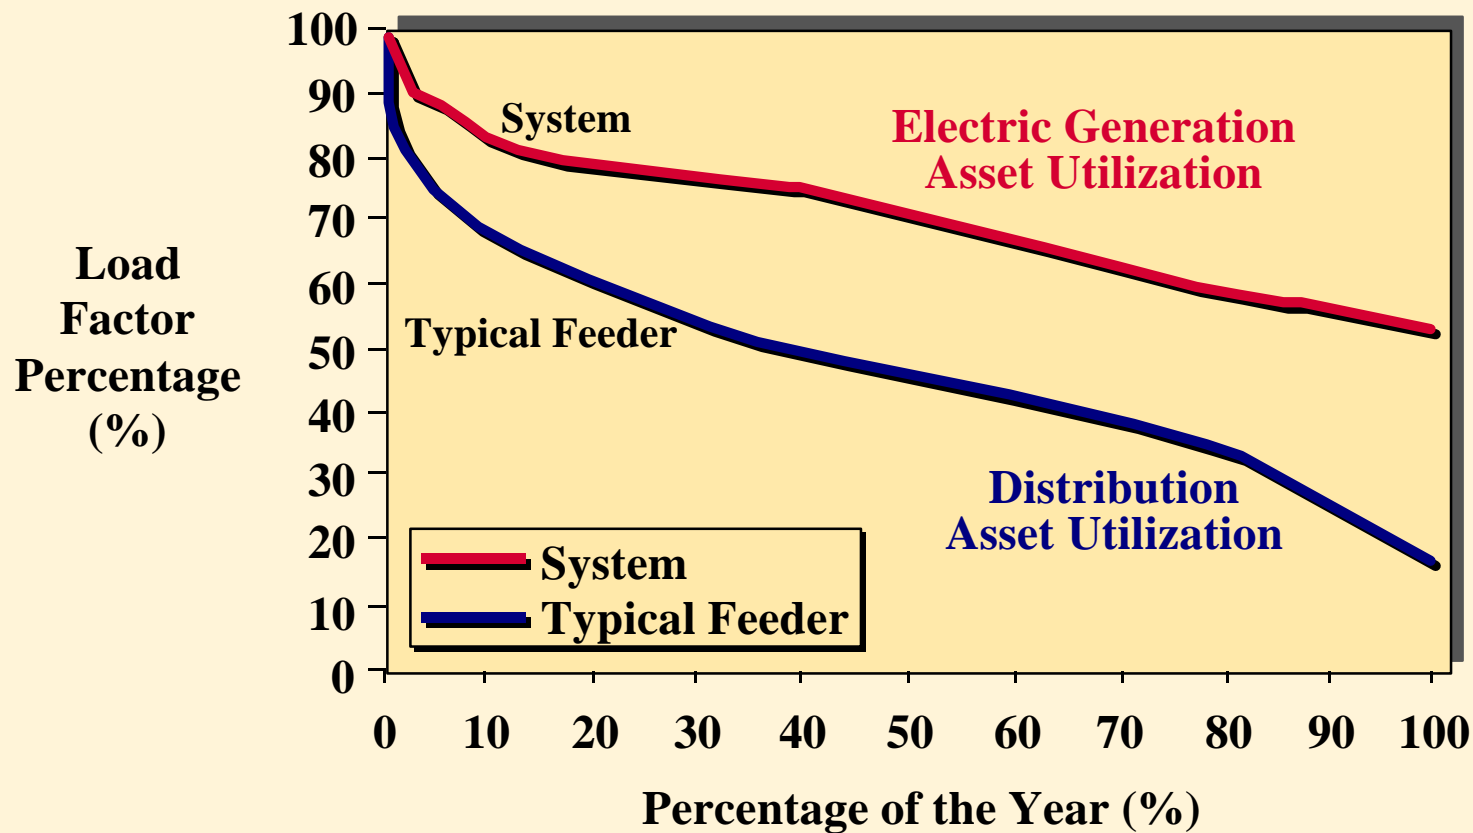 100
90
80
70
60
50
40
30
20
10
0
Load
Factor
Percentage
(%)
System
Electric Generation
Asset Utilization
Typical Feeder
Distribution
Asset Utilization
System
Typical Feeder
0 10 20 30 40 50 60 70 80 90 100
Percentage of the Year (%)